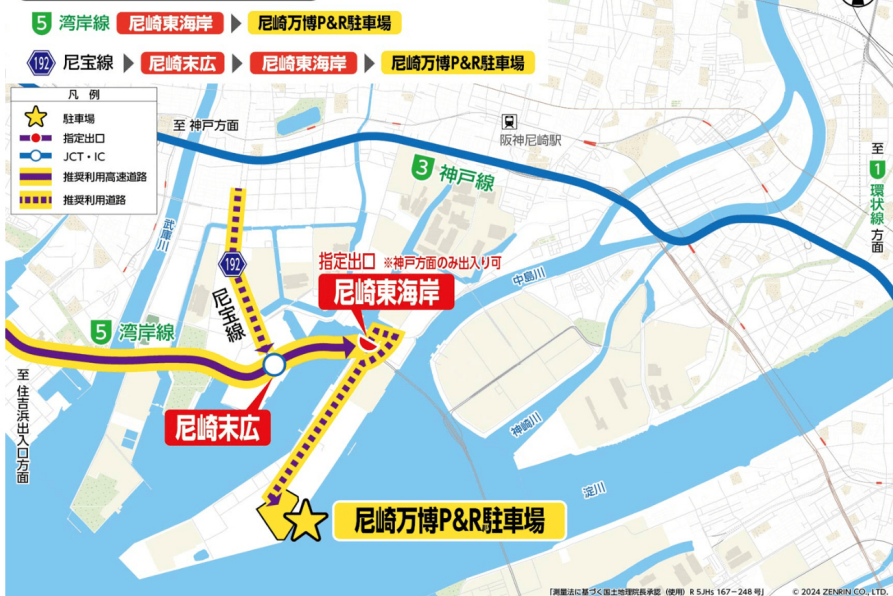 5 湾岸線 尼崎東海岸 ▶ 尼崎万博P&R駐車場
192 尼宝線 ▶ 尼崎末広 ▶ 尼崎東海岸 ▶ 尼崎万博P&R駐車場
凡 例
駐車場
指定出口
JCT・IC
推奨利用高速道路
推奨利用道路
至 神戸方面
阪神尼崎駅
3 神戸線
至 1 環状線 方面
武庫川
192
尼宝線
指定出口 ※神戸方面のみ出入り可
尼崎東海岸
中島川
5 湾岸線
至 住吉浜出入口方面
尼崎末広
神崎川
淀川
尼崎万博P&R駐車場
「測量法に基づく国土地理院長承認(使用)R 5JHs 167-248号」 © 2024 ZENRIN CO., LTD.